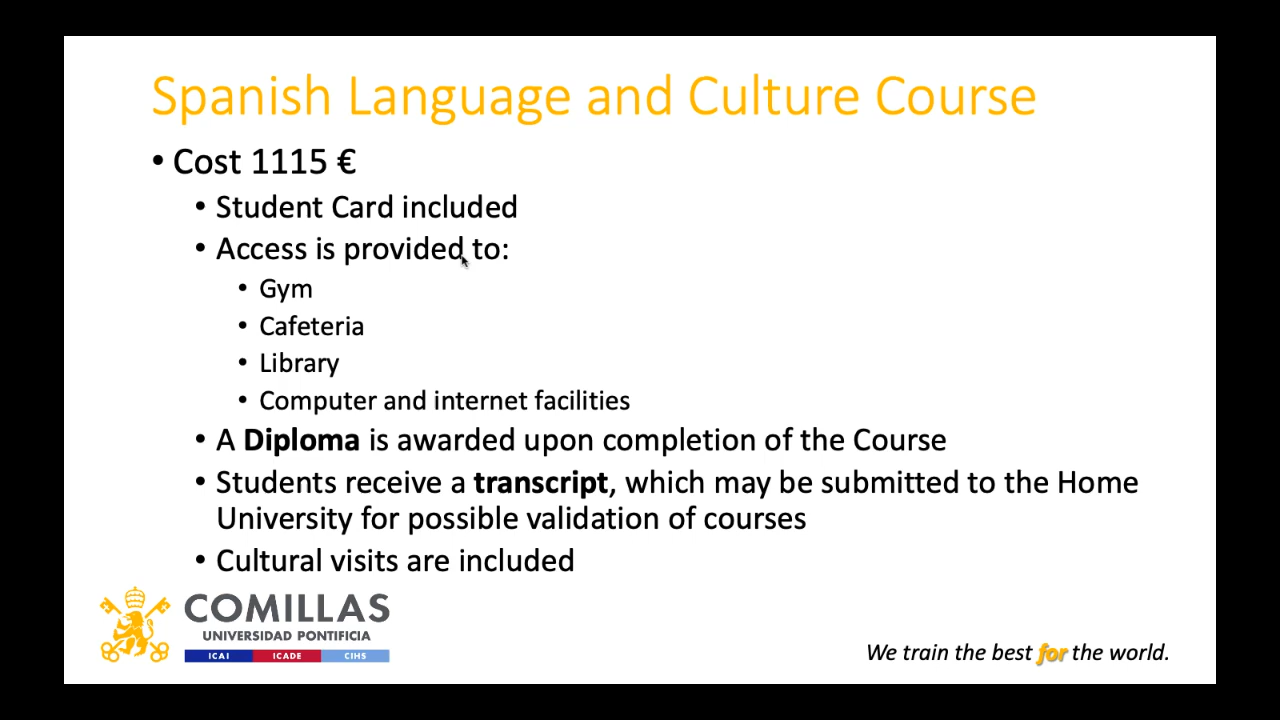 Spanish Language and Culture Course
• Cost 1115 €
• Student Card included
• Access is provided to:
• Gym
• Cafeteria
• Library
• Computer and internet facilities
• A Diploma is awarded upon completion of the Course
• Students receive a transcript, which may be submitted to the Home
University for possible validation of courses
• Cultural visits are included
COMILLAS
UNIVERSIDAD PONTIFICIA
ICAI ICADE CIHS
We train the best for the world.